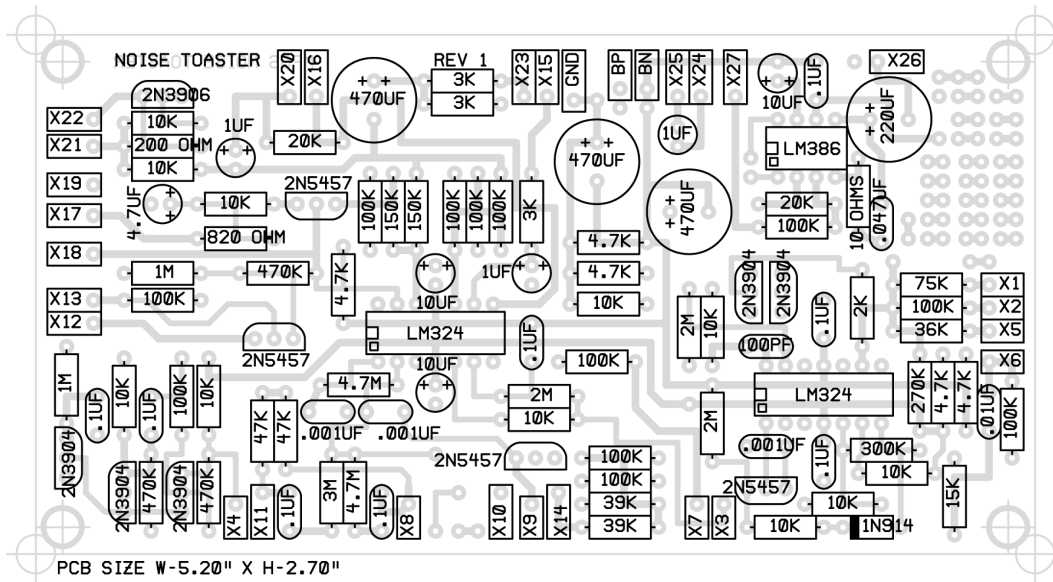 NOISE TOASTER
X20
X16
REV 1
3K
3K
470UF
X23
X15
GND
BP
BN
X25
X24
X27
10UF
.1UF
X26
2N3906
X22
10K
X21
200 OHM
10K
1UF
20K
1UF
470UF
LM386
220UF
X19
X17
4.7UF
10K
2N5457
100K
150K
150K
100K
100K
100K
3K
470UF
20K
100K
10 OHMS
.047UF
820 OHM
X18
4.7K
1M
470K
4.7K
10UF
1UF
4.7K
2N3904
2N3904
X13
100K
10K
75K
X1
X12
2M
10K
.1UF
2K
100K
X2
36K
X5
LM324
.1UF
2N5457
100PF
1M
10UF
100K
X6
.1UF
10K
.1UF
100K
10K
4.7M
2M
LM324
270K
4.7K
4.7K
.01UF
100K
2M
47K
47K
.001UF
.001UF
10K
2N3904
2N5457
.001UF
300K
100K
.1UF
10K
2N3904
470K
2N3904
470K
3M
4.7M
100K
2N5457
X4
X11
.1UF
.1UF
X8
X10
X9
X14
39K
X7
X3
10K
15K
39K
10K
1N914
PCB SIZE W-5.20" X H-2.70"